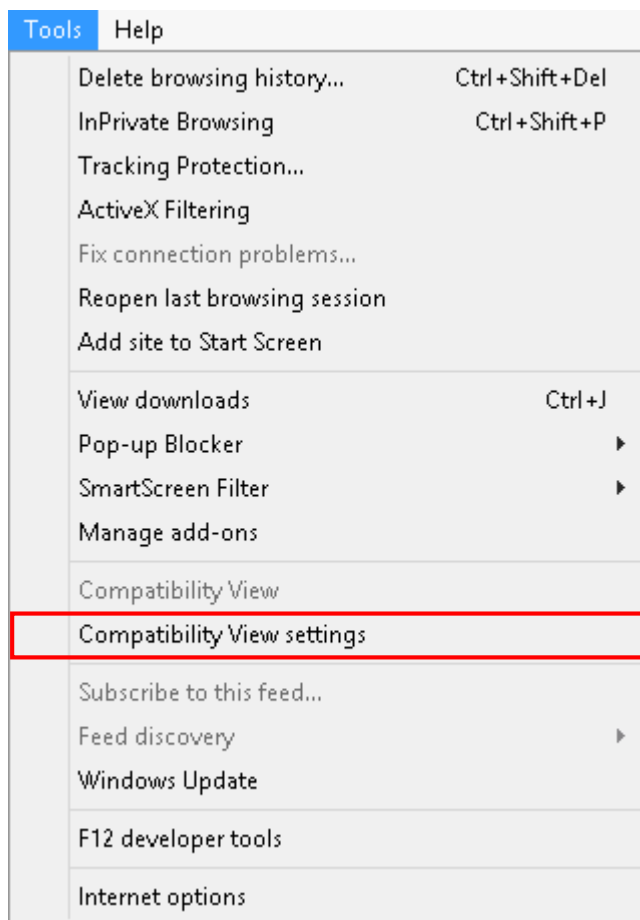 Tools Help
Delete browsing history... Ctrl+Shift+Del
InPrivate Browsing Ctrl+Shift+P
Tracking Protection...
ActiveX Filtering
Fix connection problems...
Reopen last browsing session
Add site to Start Screen
View downloads Ctrl+J
Pop-up Blocker
SmartScreen Filter
Manage add-ons
Compatibility View
Compatibility View settings
Subscribe to this feed...
Feed discovery
Windows Update
F12 developer tools
Internet options